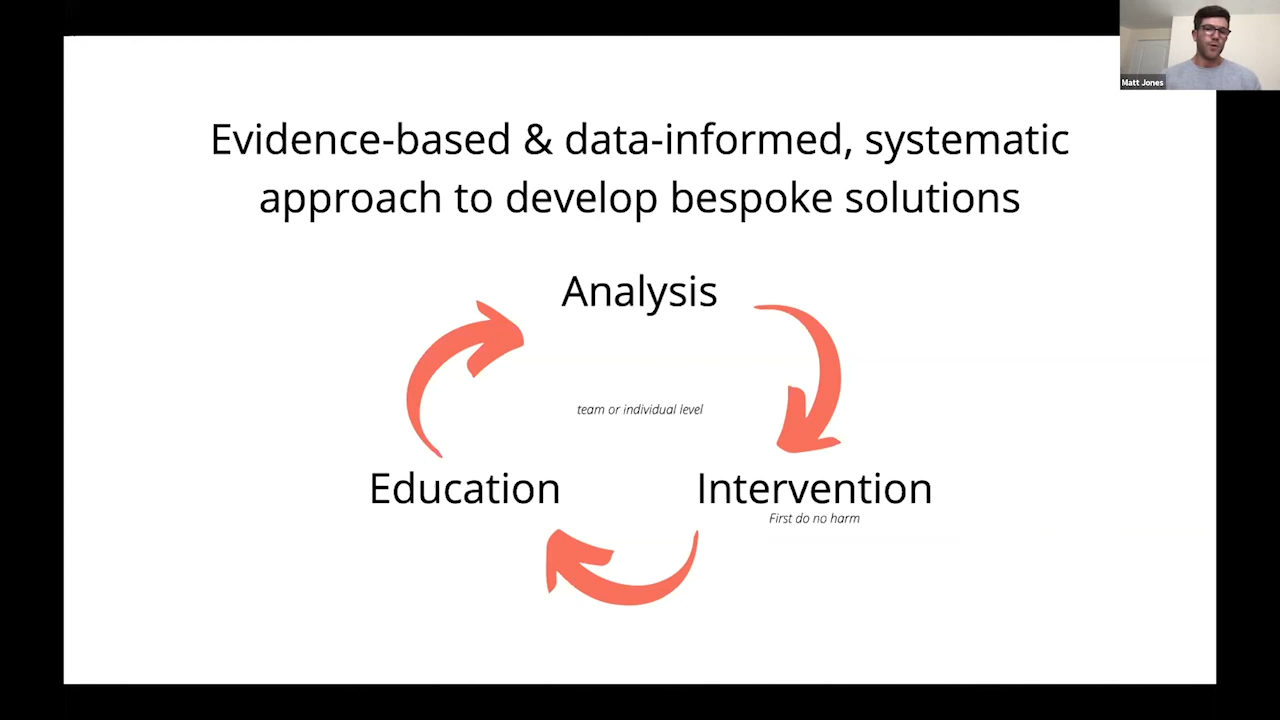 Matt Jones
Evidence-based & data-informed, systematic
approach to develop bespoke solutions
Analysis
team or individual level
Education
Intervention
First do no harm